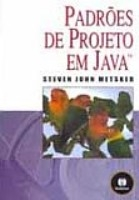 PADRÕES
DE PROJETO
EM JAVA™
STEVEN JOHN METSKER